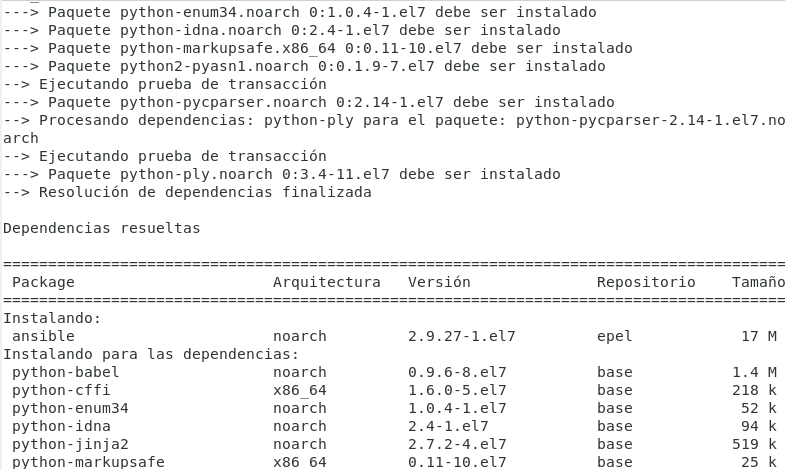 ---> Paquete python-enum34.noarch 0:1.0.4-1.el7 debe ser instalado
---> Paquete python-idna.noarch 0:2.4-1.el7 debe ser instalado
---> Paquete python-markupsafe.x86_64 0:0.11-10.el7 debe ser instalado
---> Paquete python2-pyasn1.noarch 0:0.1.9-7.el7 debe ser instalado
--> Ejecutando prueba de transacción
---> Paquete python-pycparser.noarch 0:2.14-1.el7 debe ser instalado
--> Procesando dependencias: python-ply para el paquete: python-pycparser-2.14-1.el7.no
arch
--> Ejecutando prueba de transacción
---> Paquete python-ply.noarch 0:3.4-11.el7 debe ser instalado
--> Resolución de dependencias finalizada

Dependencias resueltas

=======================================================================================
 Package                      Arquitectura   Versión              Repositorio    Tamaño
=======================================================================================
Instalando:
 ansible                      noarch         2.9.27-1.el7         epel            17 M
Instalando para las dependencias:
 python-babel                 noarch         0.9.6-8.el7          base           1.4 M
 python-cffi                  x86_64         1.6.0-5.el7          base           218 k
 python-enum34                noarch         1.0.4-1.el7          base            52 k
 python-idna                  noarch         2.4-1.el7            base            94 k
 python-jinja2                noarch         2.7.2-4.el7          base           519 k
 python-markupsafe            x86_64         0.11-10.el7          base            25 k